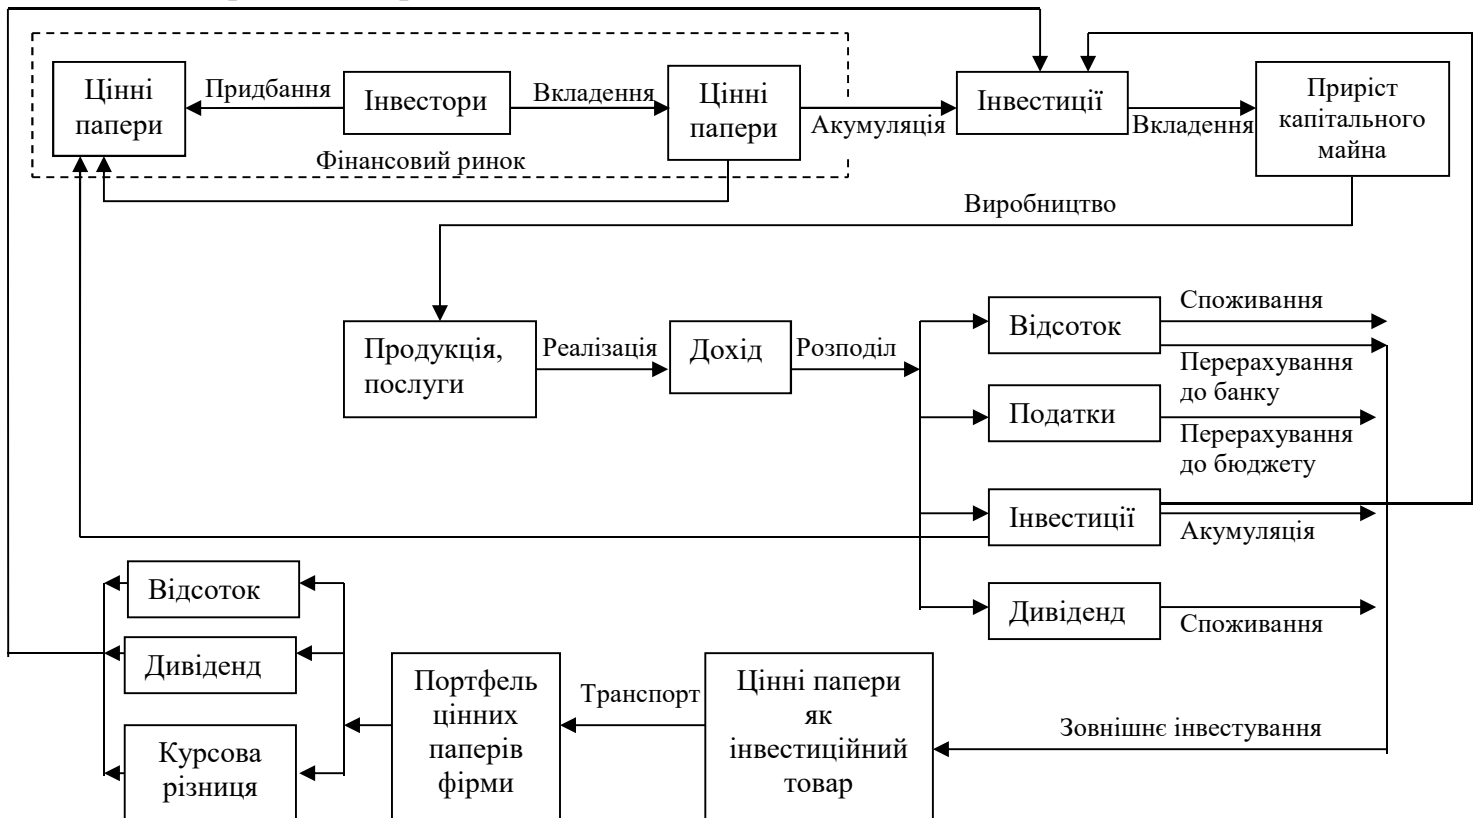 Цінні
папери
Придбання
Інвестори
Вкладення
Цінні
папери
Акумуляція
Інвестиції
Вкладення
Приріст
капітального
майна
Фінансовий ринок
Виробництво
Продукція,
послуги
Реалізація
Дохід
Розподіл
Відсоток
Споживання
Перерахування
до банку
Податки
Перерахування
до бюджету
Інвестиції
Акумуляція
Дивіденд
Споживання
Відсоток
Дивіденд
Курсова
різниця
Портфель
цінних
паперів
фірми
Транспорт
Цінні папери
як
інвестиційний
товар
Зовнішнє інвестування